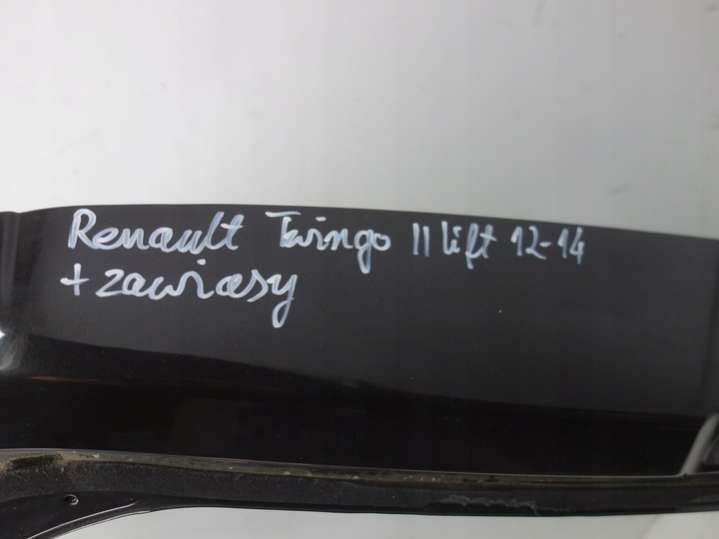 Renault Twingo II lift 12-14
+ zawiasy